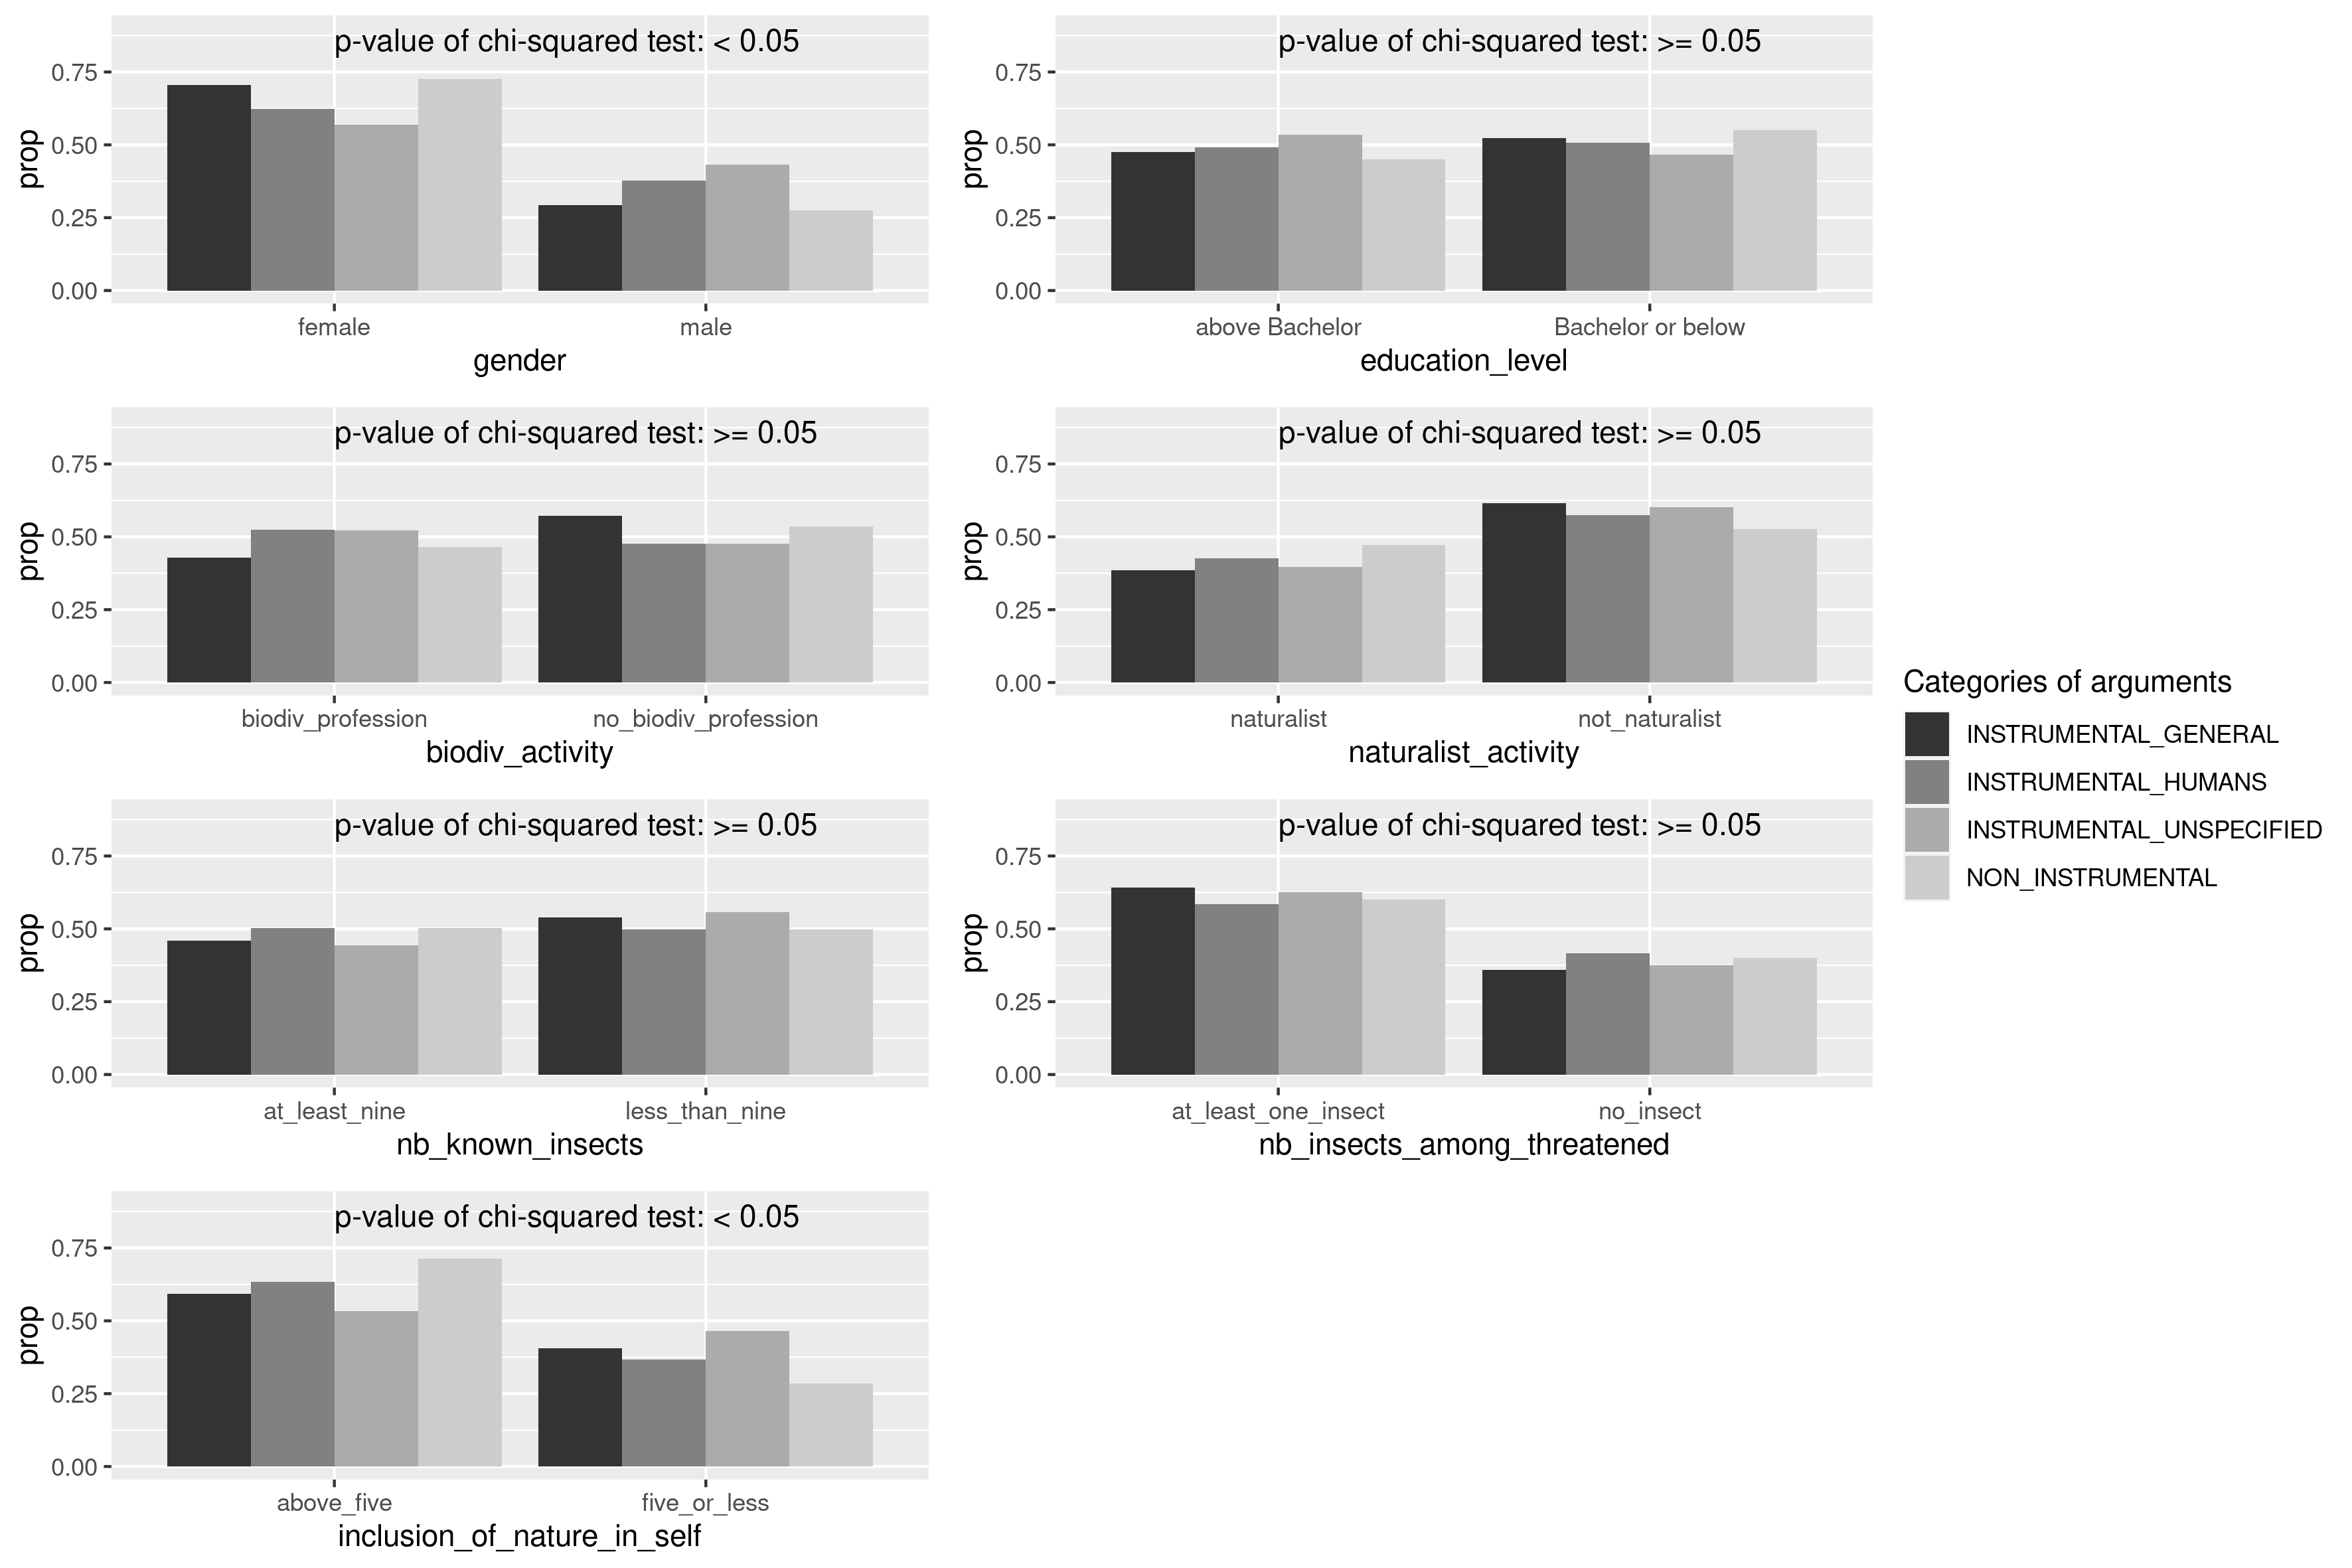 p-value of chi-squared test: < 0.05
prop
0.75
0.50
0.25
0.00
female male
gender
p-value of chi-squared test: >= 0.05
prop
0.75
0.50
0.25
0.00
above Bachelor Bachelor or below
education_level
p-value of chi-squared test: >= 0.05
prop
0.75
0.50
0.25
0.00
biodiv_profession no_biodiv_profession
biodiv_activity
p-value of chi-squared test: >= 0.05
prop
0.75
0.50
0.25
0.00
naturalist not_naturalist
naturalist_activity
p-value of chi-squared test: >= 0.05
prop
0.75
0.50
0.25
0.00
at_least_nine less_than_nine
nb_known_insects
p-value of chi-squared test: >= 0.05
prop
0.75
0.50
0.25
0.00
at_least_one_insect no_insect
nb_insects_among_threatened
p-value of chi-squared test: < 0.05
prop
0.75
0.50
0.25
0.00
above_five five_or_less
inclusion_of_nature_in_self
Categories of arguments
INSTRUMENTAL_GENERAL
INSTRUMENTAL_HUMANS
INSTRUMENTAL_UNSPECIFIED
NON_INSTRUMENTAL